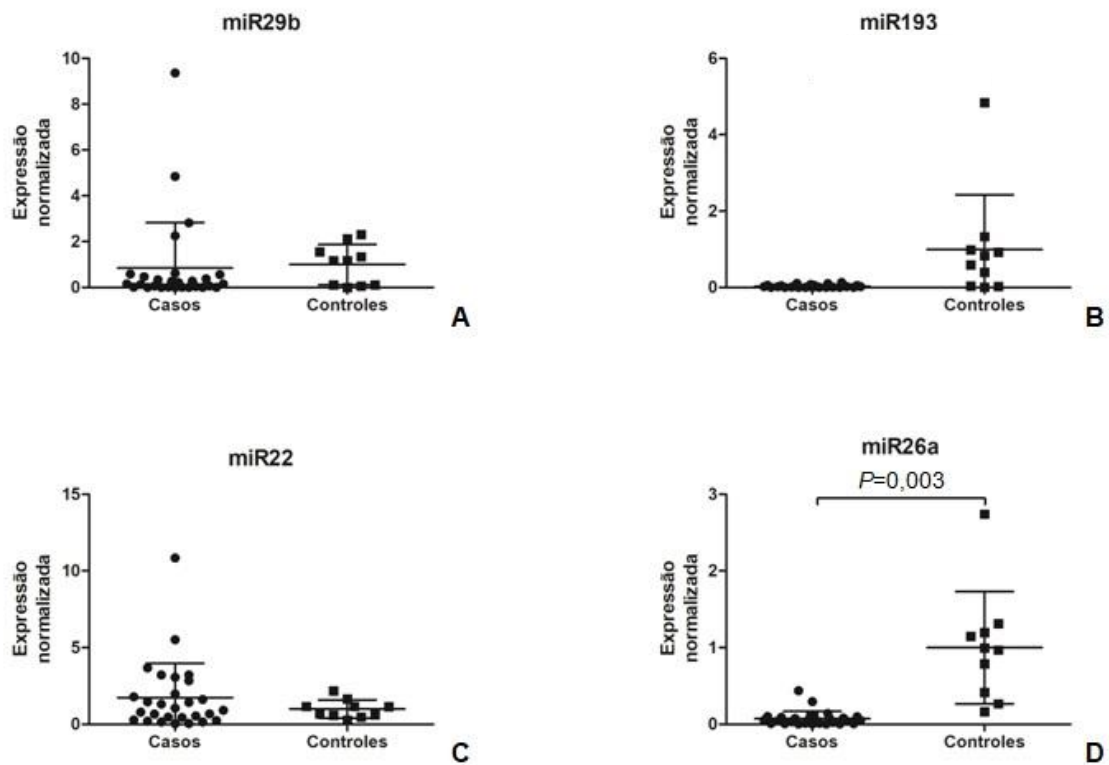 miR29b
Expressão
normalizada
10
8
6
4
2
0
Casos
Controles
A
miR193
Expressão
normalizada
6
4
2
0
Casos
Controles
B
miR22
Expressão
normalizada
15
10
5
0
Casos
Controles
C
miR26a
P=0,003
Expressão
normalizada
3
2
1
0
Casos
Controles
D